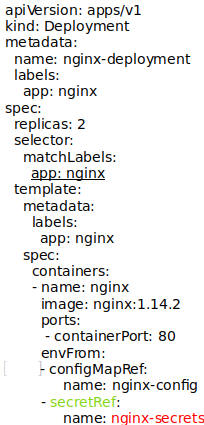 apiVersion: apps/v1
kind: Deployment
metadata:
  name: nginx-deployment
  labels:
    app: nginx
spec:
  replicas: 2
  selector:
    matchLabels:
      app: nginx
  template:
    metadata:
      labels:
        app: nginx
    spec:
      containers:
      - name: nginx
        image: nginx:1.14.2
        ports:
         - containerPort: 80
        envFrom:
[ ]- configMapRef:
             name: nginx-config
        - secretRef:
             name: nginx-secrets